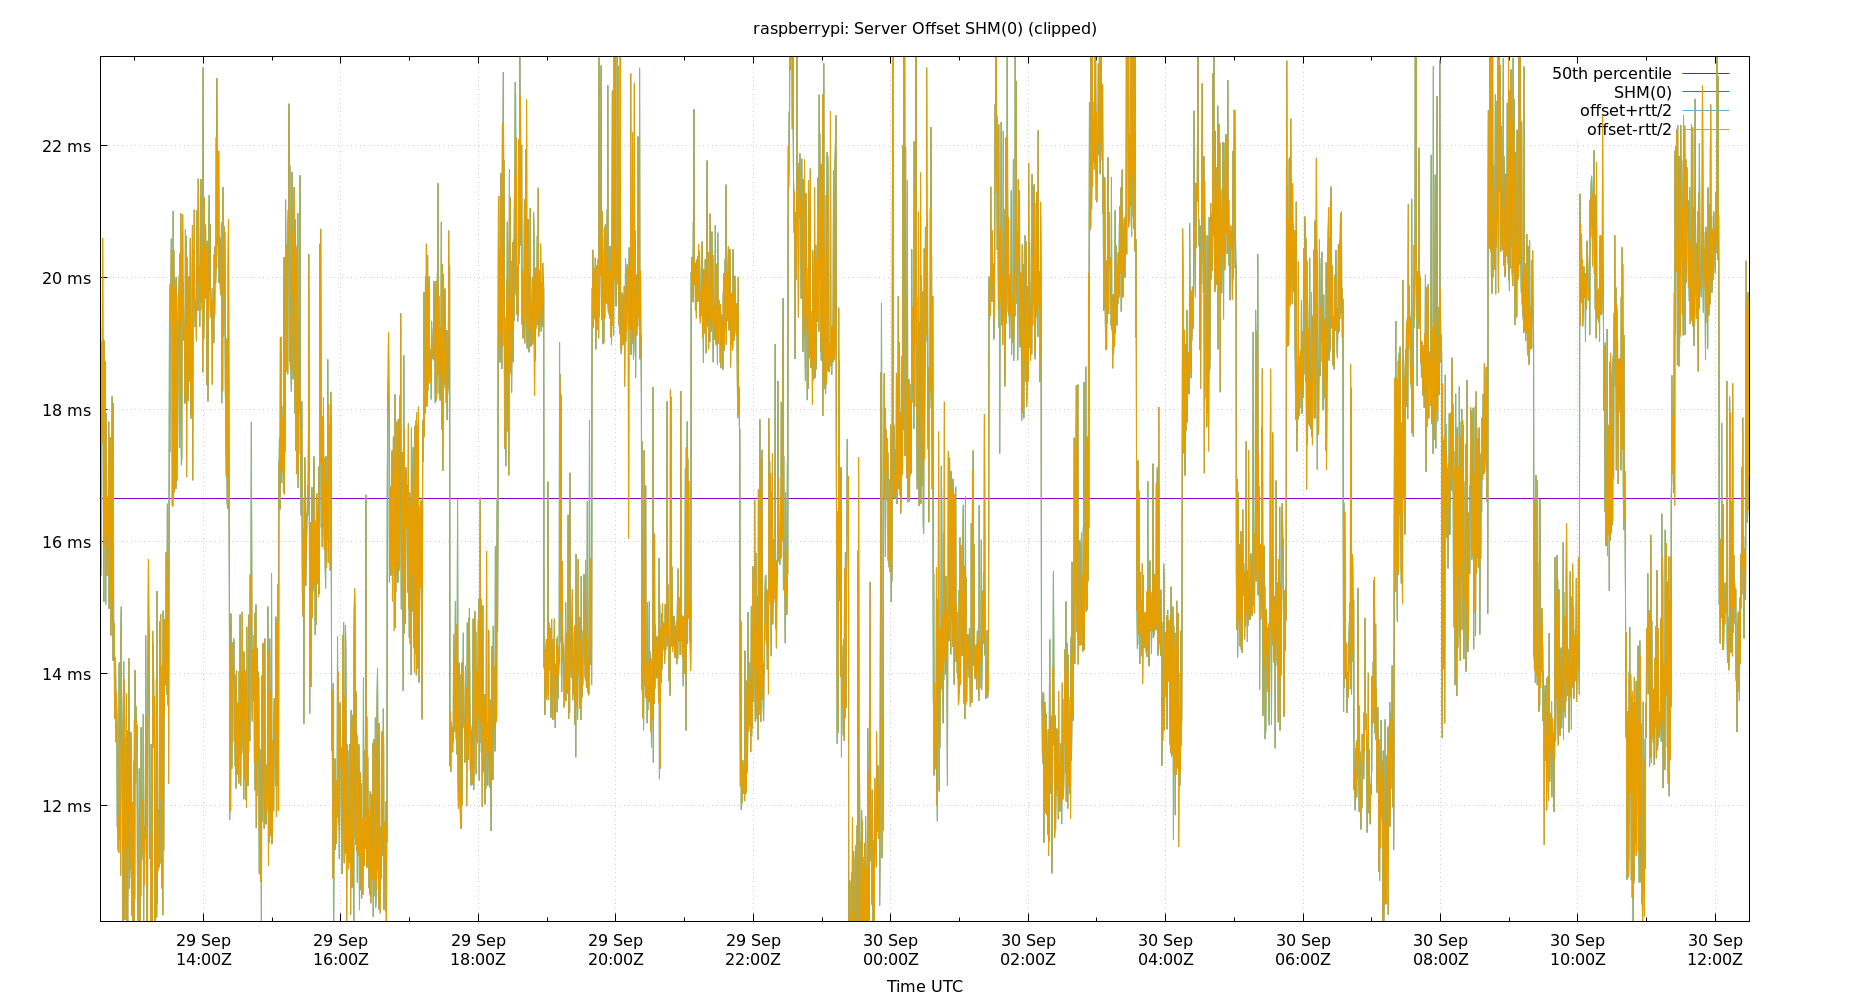 raspberrypi: Server Offset SHM(0) (clipped)
50th percentile
SHM(0)
offset+rtt/2
offset-rtt/2
22 ms
20 ms
18 ms
16 ms
14 ms
12 ms
29 Sep 29 Sep 29 Sep 29 Sep 29 Sep 30 Sep 30 Sep 30 Sep 30 Sep 30 Sep 30 Sep 30 Sep
14:00Z 16:00Z 18:00Z 20:00Z 22:00Z 00:00Z 02:00Z 04:00Z 06:00Z 08:00Z 10:00Z 12:00Z
Time UTC